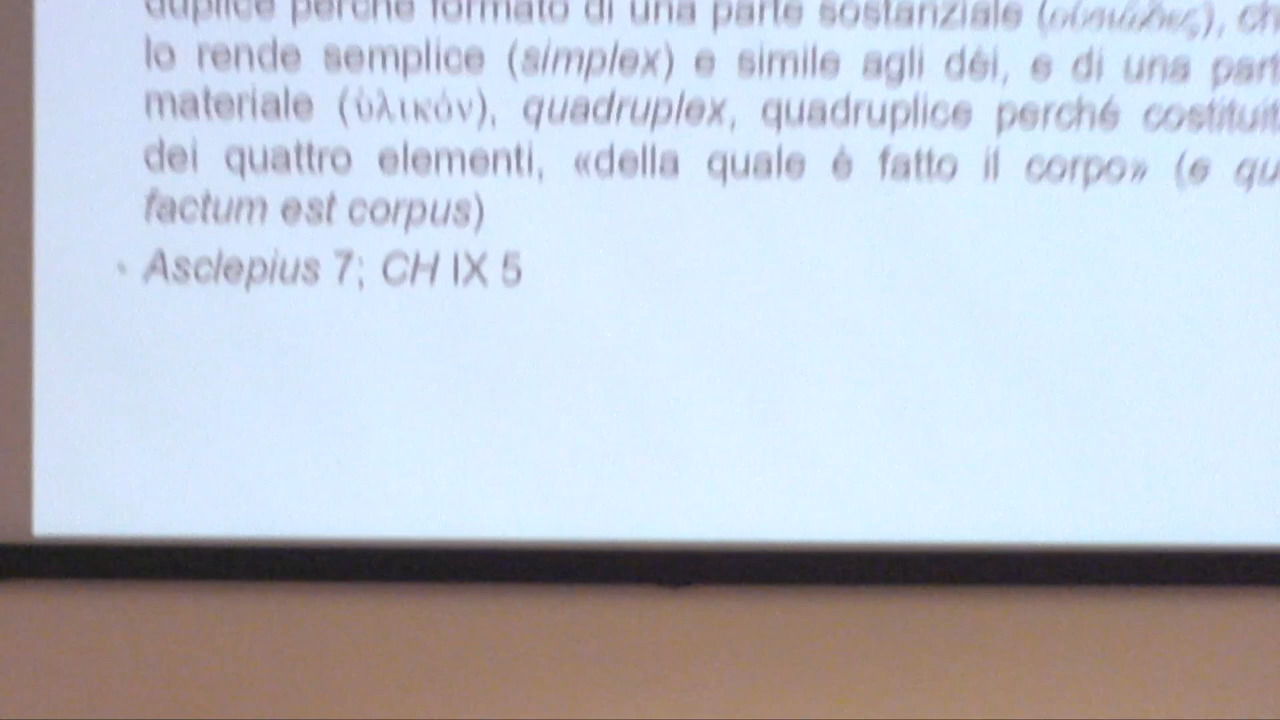 duplice perché formato di una parte sostanziale (οὐσιώδες), ch
lo rende semplice (simplex) e simile agli dèi, e di una part
materiale (ὑλικόν), quadruplex, quadruplice perché costituit
dei quattro elementi, «della quale è fatto il corpo» (e qu
factum est corpus)
• Asclepius 7; CH IX 5